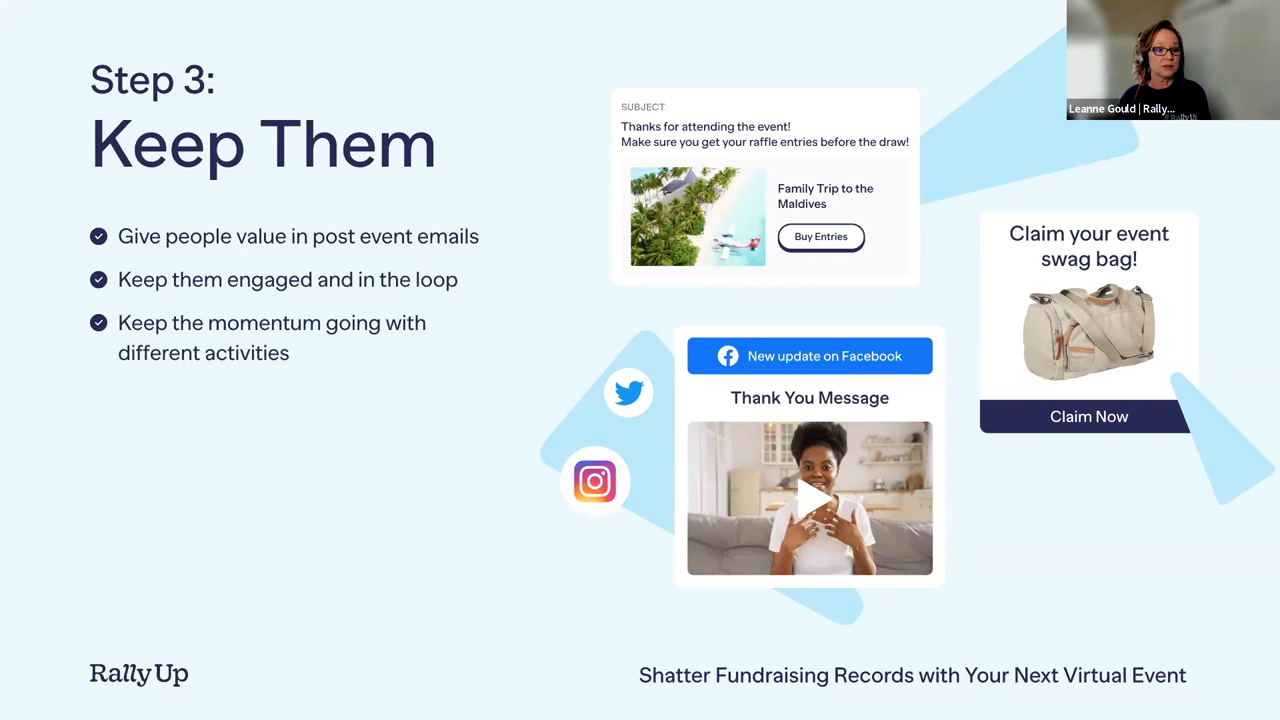 Step 3:
Keep Them
Give people value in post event emails
Keep them engaged and in the loop
Keep the momentum going with
different activities
SUBJECT
Thanks for attending the event!
Make sure you get your raffle entries before the draw!
Family Trip to the
Maldives
Buy Entries
Leanne Gould | Rally...
RallyUp
Claim your event
swag bag!
Claim Now
New update on Facebook
Thank You Message
RallyUp
Shatter Fundraising Records with Your Next Virtual Event